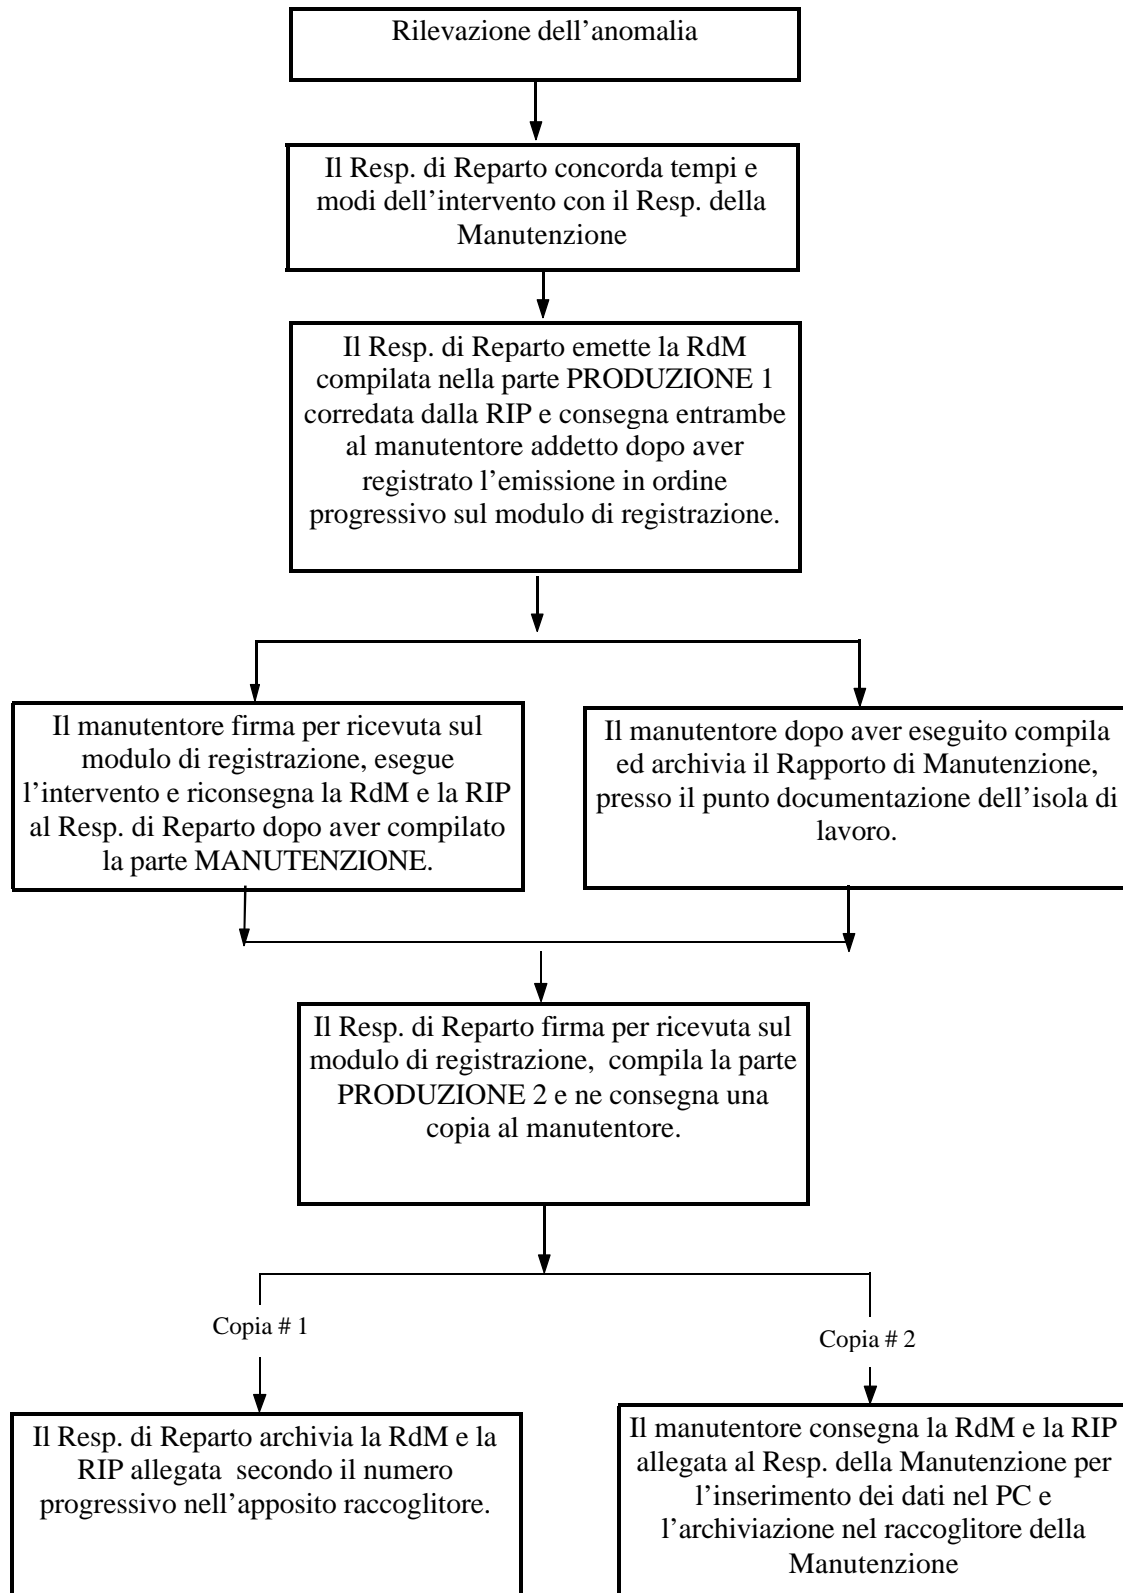 Rilevazione dell’anomalia
Il Resp. di Reparto concorda tempi e
modi dell’intervento con il Resp. della
Manutenzione
Il Resp. di Reparto emette la RdM
compilata nella parte PRODUZIONE 1
corredata dalla RIP e consegna entrambe
al manutentore addetto dopo aver
registrato l’emissione in ordine
progressivo sul modulo di registrazione.
Il manutentore firma per ricevuta sul
modulo di registrazione, esegue
l’intervento e riconsegna la RdM e la RIP
al Resp. di Reparto dopo aver compilato
la parte MANUTENZIONE.
Il manutentore dopo aver eseguito compila
ed archivia il Rapporto di Manutenzione,
presso il punto documentazione dell’isola di
lavoro.
Il Resp. di Reparto firma per ricevuta sul
modulo di registrazione,  compila la parte
PRODUZIONE 2 e ne consegna una
copia al manutentore.
Copia # 1
Copia # 2
Il Resp. di Reparto archivia la RdM e la
RIP allegata  secondo il numero
progressivo nell’apposito raccoglitore.
Il manutentore consegna la RdM e la RIP
allegata al Resp. della Manutenzione per
l’inserimento dei dati nel PC e
l’archiviazione nel raccoglitore della
Manutenzione